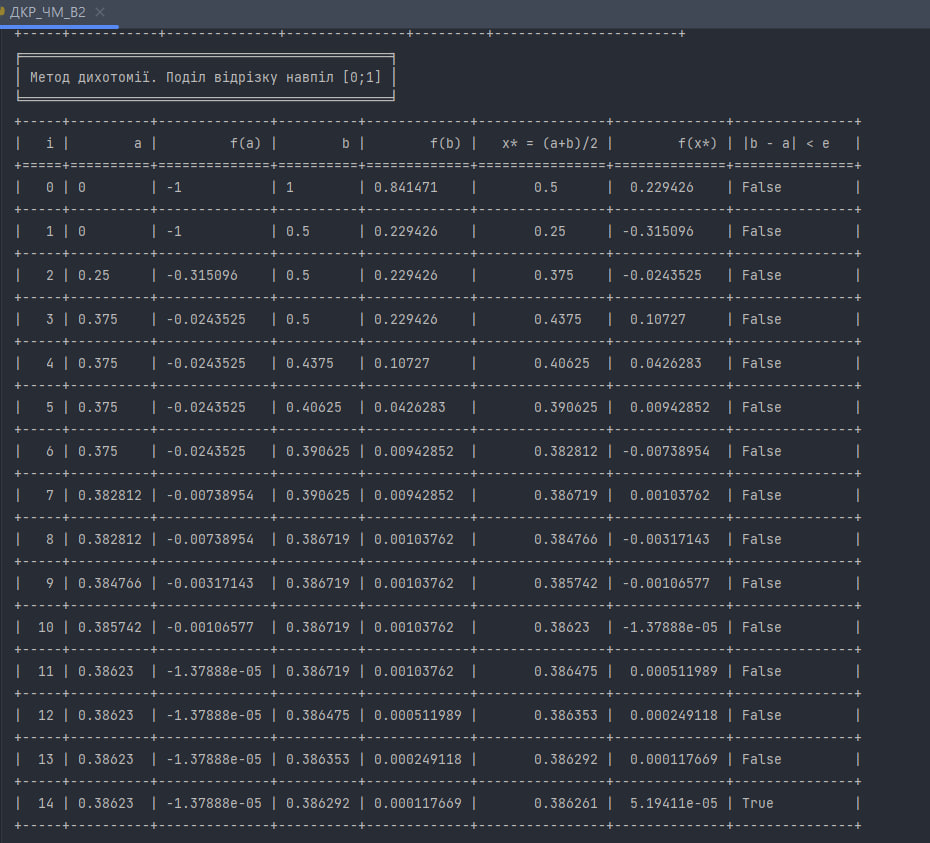 ДКР_ЧМ_В2 ×
+-----+-----------+--------------+---------------+---------+-----------------------+
Метод дихотомії. Поділ відрізку навпіл [0;1]
+-----+----------+-------------+----------+-------------+----------------+--------------+---------------+
| i | a | f(a) | b | f(b) | x* = (a+b)/2 | f(x*) | |b - a| < e |
+=====+==========+=============+==========+=============+================+==============+===============+
| 0 | 0 | -1 | 1 | 0.841471 | 0.5 | 0.229426 | False |
+-----+----------+-------------+----------+-------------+----------------+--------------+---------------+
| 1 | 0 | -1 | 0.5 | 0.229426 | 0.25 | -0.315096 | False |
+-----+----------+-------------+----------+-------------+----------------+--------------+---------------+
| 2 | 0.25 | -0.315096 | 0.5 | 0.229426 | 0.375 | -0.0243525 | False |
+-----+----------+-------------+----------+-------------+----------------+--------------+---------------+
| 3 | 0.375 | -0.0243525 | 0.5 | 0.229426 | 0.4375 | 0.10727 | False |
+-----+----------+-------------+----------+-------------+----------------+--------------+---------------+
| 4 | 0.375 | -0.0243525 | 0.4375 | 0.10727 | 0.40625 | 0.0426283 | False |
+-----+----------+-------------+----------+-------------+----------------+--------------+---------------+
| 5 | 0.375 | -0.0243525 | 0.40625 | 0.0426283 | 0.390625 | 0.00942852 | False |
+-----+----------+-------------+----------+-------------+----------------+--------------+---------------+
| 6 | 0.375 | -0.0243525 | 0.390625 | 0.00942852 | 0.382812 | -0.00738954 | False |
+-----+----------+-------------+----------+-------------+----------------+--------------+---------------+
| 7 | 0.382812 | -0.00738954 | 0.390625 | 0.00942852 | 0.386719 | 0.00103762 | False |
+-----+----------+-------------+----------+-------------+----------------+--------------+---------------+
| 8 | 0.382812 | -0.00738954 | 0.386719 | 0.00103762 | 0.384766 | -0.00317143 | False |
+-----+----------+-------------+----------+-------------+----------------+--------------+---------------+
| 9 | 0.384766 | -0.00317143 | 0.386719 | 0.00103762 | 0.385742 | -0.00106577 | False |
+-----+----------+-------------+----------+-------------+----------------+--------------+---------------+
| 10 | 0.385742 | -0.00106577 | 0.386719 | 0.00103762 | 0.38623 | -1.37888e-05 | False |
+-----+----------+-------------+----------+-------------+----------------+--------------+---------------+
| 11 | 0.38623 | -1.37888e-05 | 0.386719 | 0.00103762 | 0.386475 | 0.000511989 | False |
+-----+----------+-------------+----------+-------------+----------------+--------------+---------------+
| 12 | 0.38623 | -1.37888e-05 | 0.386475 | 0.000511989 | 0.386353 | 0.000249118 | False |
+-----+----------+-------------+----------+-------------+----------------+--------------+---------------+
| 13 | 0.38623 | -1.37888e-05 | 0.386353 | 0.000249118 | 0.386292 | 0.000117669 | False |
+-----+----------+-------------+----------+-------------+----------------+--------------+---------------+
| 14 | 0.38623 | -1.37888e-05 | 0.386292 | 0.000117669 | 0.386261 | 5.19411e-05 | True |
+-----+----------+-------------+----------+-------------+----------------+--------------+---------------+